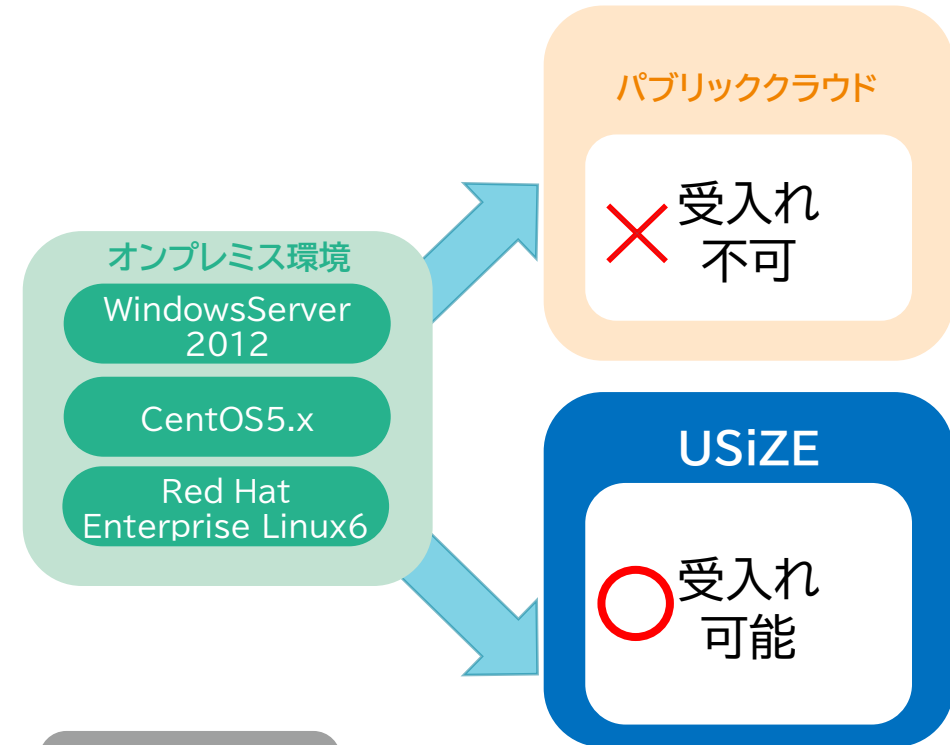 オンプレミス環境
WindowsServer
2012
CentOS5.x
Red Hat
Enterprise Linux6
パブリッククラウド
×受入れ
不可
USiZE
○受入れ
可能